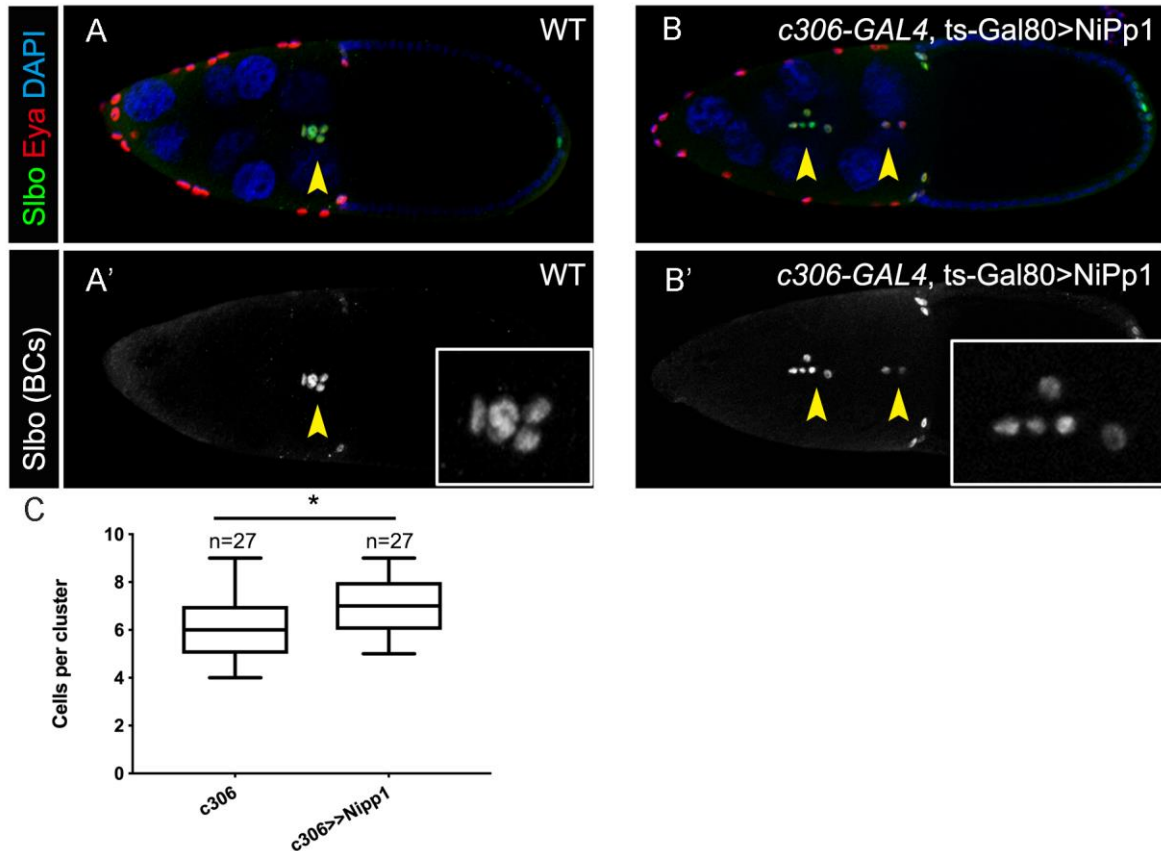 A
WT
B
c306-GAL4, ts-Gal80>NiPp1
Slbo Eya DAPI
A’
WT
B’
c306-GAL4, ts-Gal80>NiPp1
Slbo (BCs)
C
*
n=27
n=27
10
8
6
4
2
0
Cells per cluster
c306
c306>>Nipp1